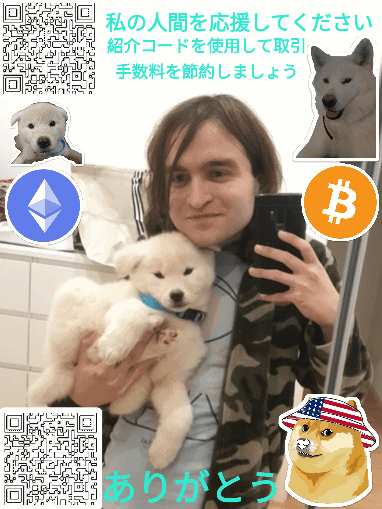 私の人間を応援してください
紹介コードを使用して取引
手数料を節約しましょう
ありがとう